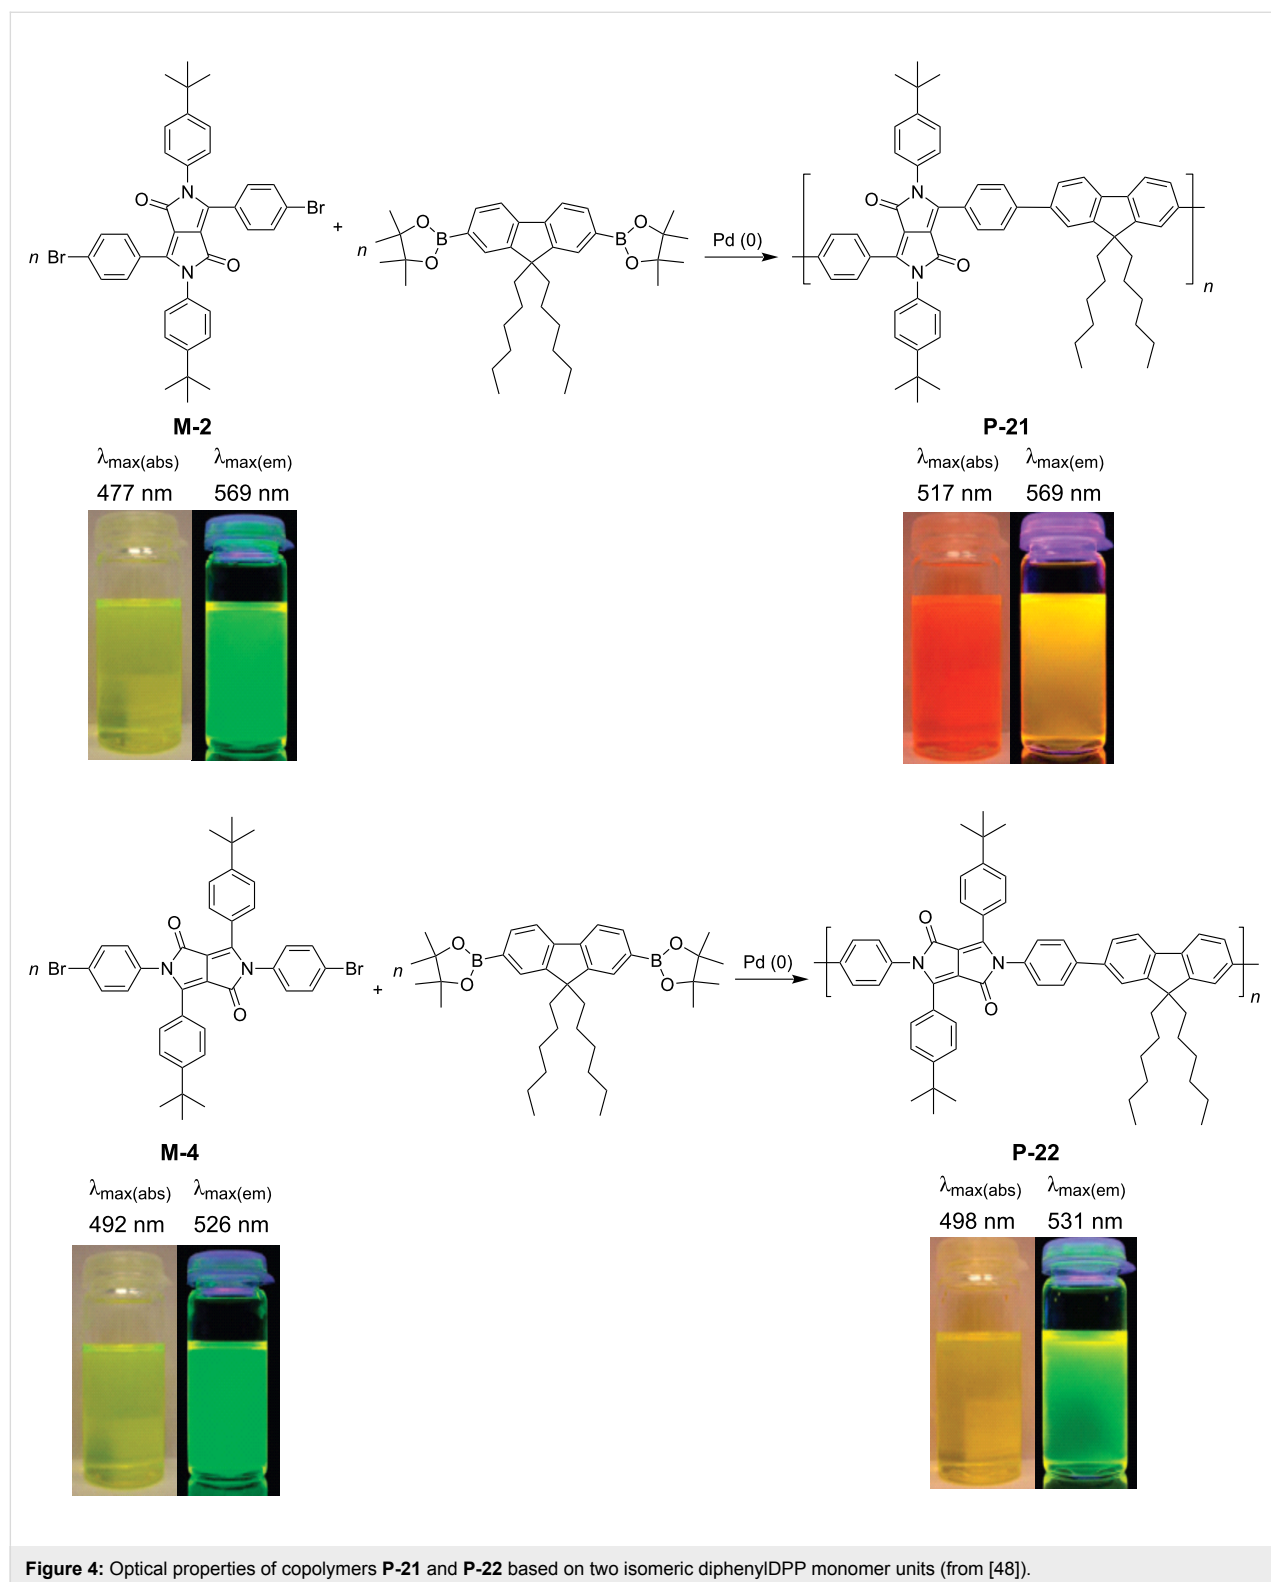 N
O
Br
n Br
O
N
+
n
O
B
O
O
B
O
Pd (0)
N
O
O
N
n
M-2
P-21
λmax(abs) λmax(em)
477 nm 569 nm
λmax(abs) λmax(em)
517 nm 569 nm
O
n Br
N
N
Br
O
+
n
O
B
O
O
B
O
Pd (0)
O
N
N
O
n
M-4
P-22
λmax(abs) λmax(em)
492 nm 526 nm
λmax(abs) λmax(em)
498 nm 531 nm
Figure 4: Optical properties of copolymers P-21 and P-22 based on two isomeric diphenylDPP monomer units (from [48]).